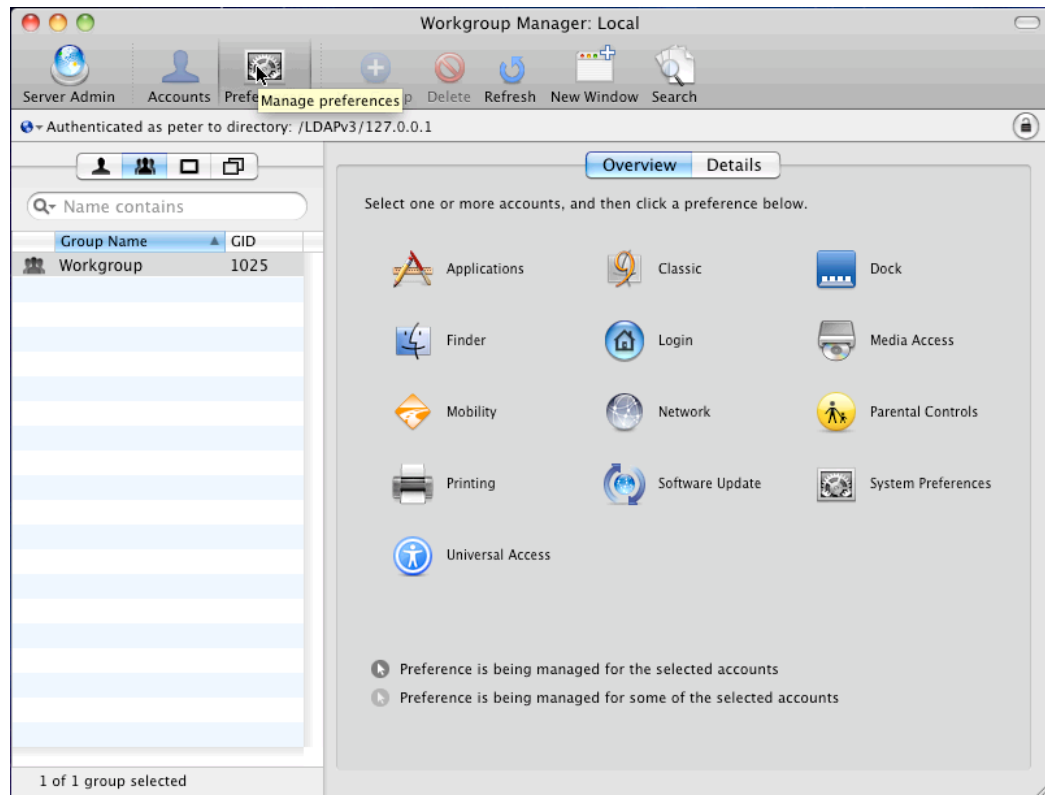 Workgroup Manager: Local
Server Admin Accounts Prefe Manage preferences p Delete Refresh New Window Search
Authenticated as peter to directory: /LDAPv3/127.0.0.1
Overview Details
Name contains
Select one or more accounts, and then click a preference below.
Group Name GID
Workgroup 1025
Applications Classic Dock
Finder Login Media Access
Mobility Network Parental Controls
Printing Software Update System Preferences
Universal Access
Preference is being managed for the selected accounts
Preference is being managed for some of the selected accounts
1 of 1 group selected